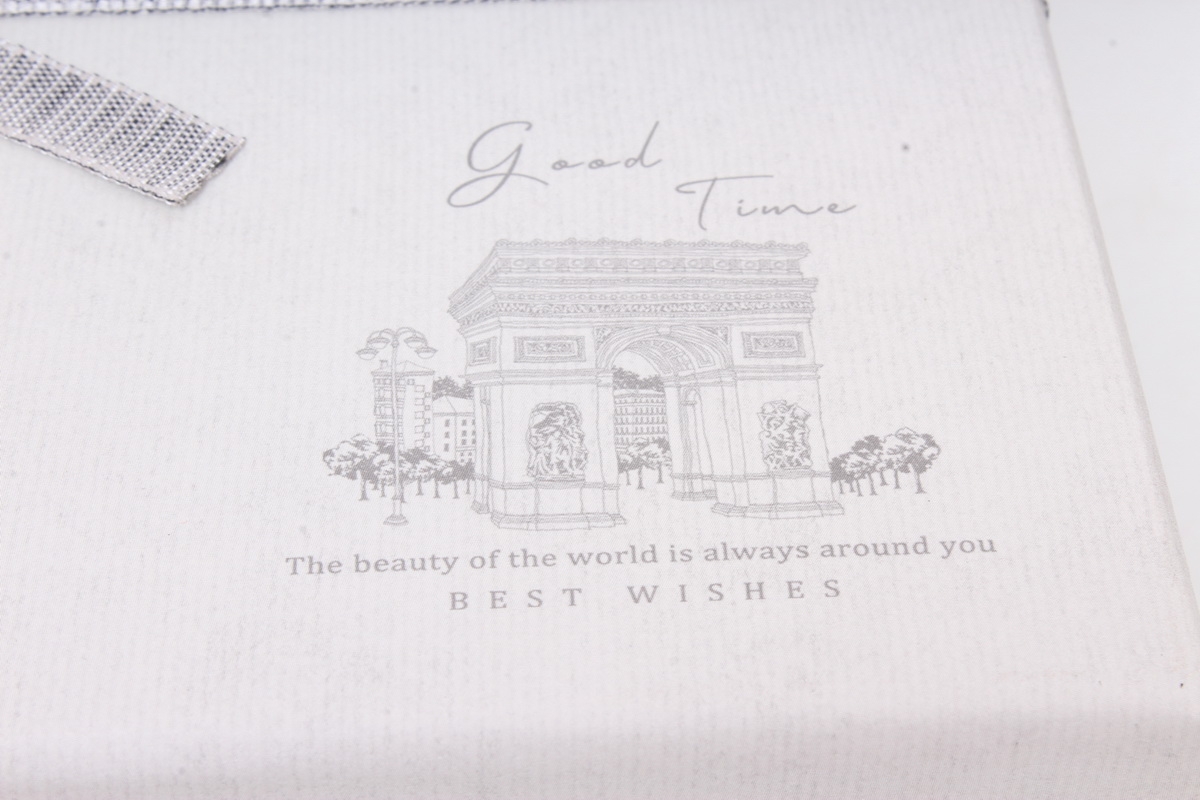 Good
Time
The beauty of the world is always around you
BEST WISHES